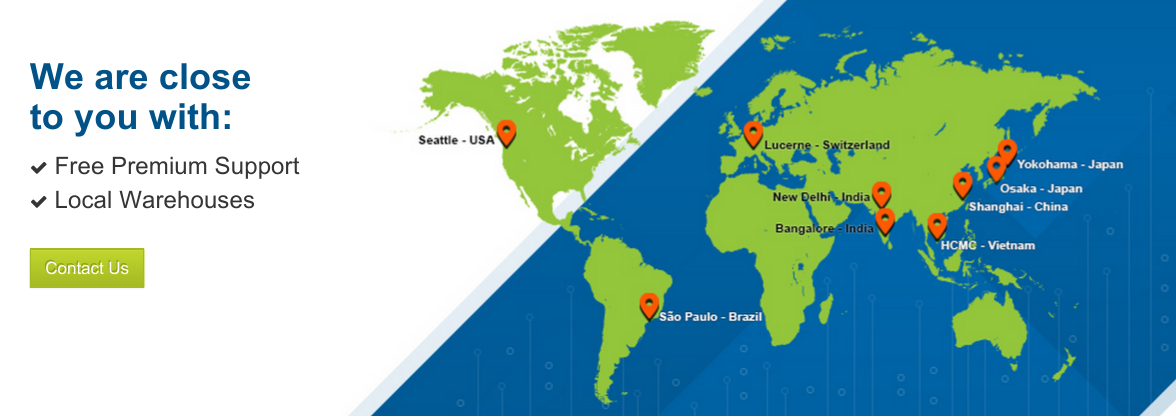 We are close
to you with:
Free Premium Support
Local Warehouses
Contact Us
Seattle - USA
Lucerne - Switzerland
Yokohama - Japan
Osaka - Japan
New Delhi - India
Shanghai - China
Bangalore - India
HCMC - Vietnam
São Paulo - Brazil